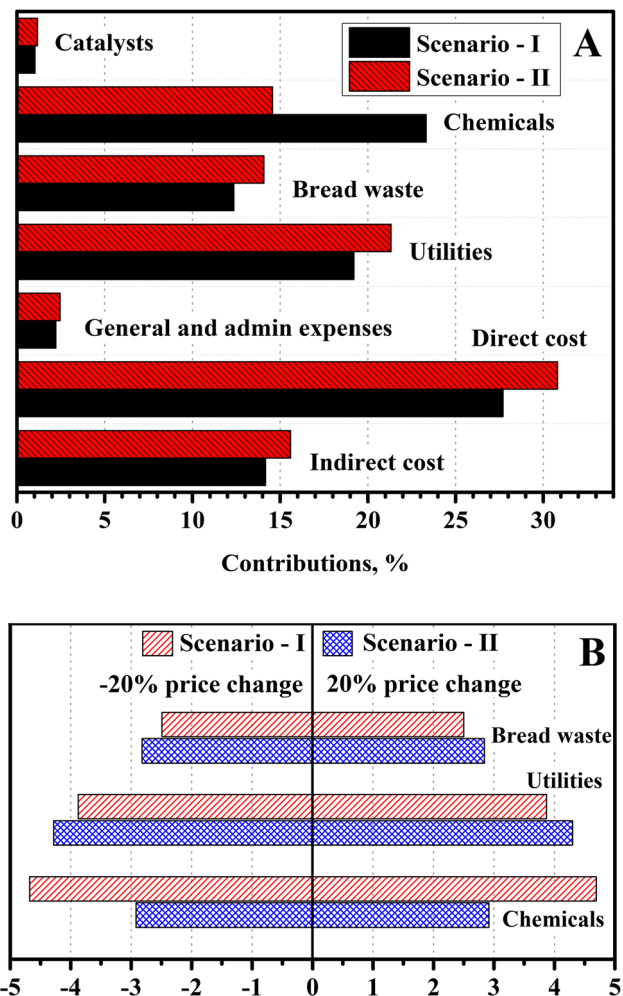 A
Scenario - I
Scenario - II
Catalysts
Chemicals
Bread waste
Utilities
General and admin expenses
Direct cost
Indirect cost
0 5 10 15 20 25 30
Contributions, %
Scenario - I Scenario - II B
-20% price change 20% price change
Bread waste
Utilities
Chemicals
-5 -4 -3 -2 -1 0 1 2 3 4 5